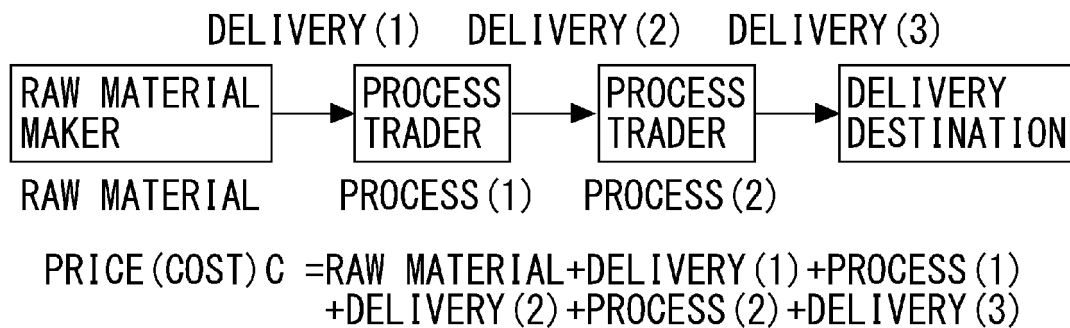 DELIVERY(1) DELIVERY(2) DELIVERY(3)
RAW MATERIAL
MAKER
PROCESS
TRADER
PROCESS
TRADER
DELIVERY
DESTINATION
RAW MATERIAL PROCESS(1) PROCESS(2)
PRICE(COST)C =RAW MATERIAL+DELIVERY(1)+PROCESS(1)
+DELIVERY(2)+PROCESS(2)+DELIVERY(3)